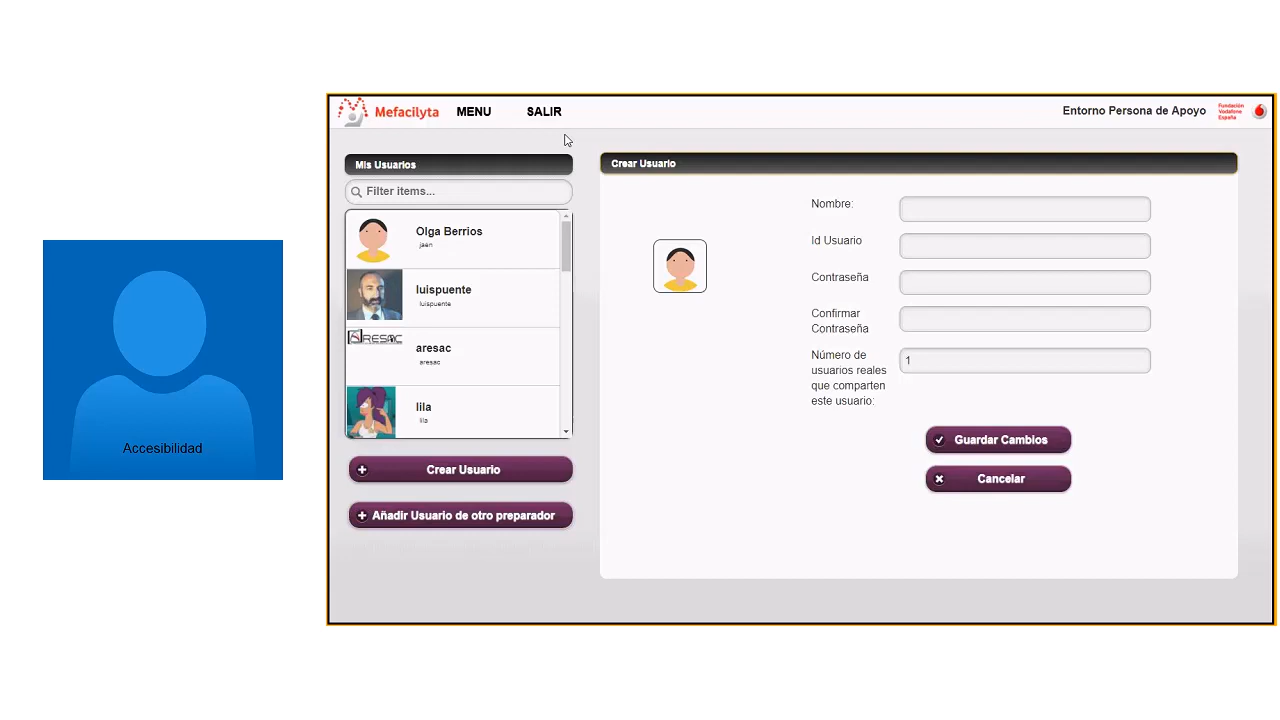 Mefacilyta MENU SALIR Entorno Persona de Apoyo
Fundación
Vodafone
España
Mis Usuarios
Filter items...
Olga Berrios
jaen
luispuente
luispuente
ARESAC
aresac
aresac
lila
lila
Crear Usuario
Añadir Usuario de otro preparador
Crear Usuario
Nombre:
Id Usuario
Contraseña
Confirmar
Contraseña
Número de
usuarios reales
que comparten
este usuario:
1
Guardar Cambios
Cancelar
Accesibilidad